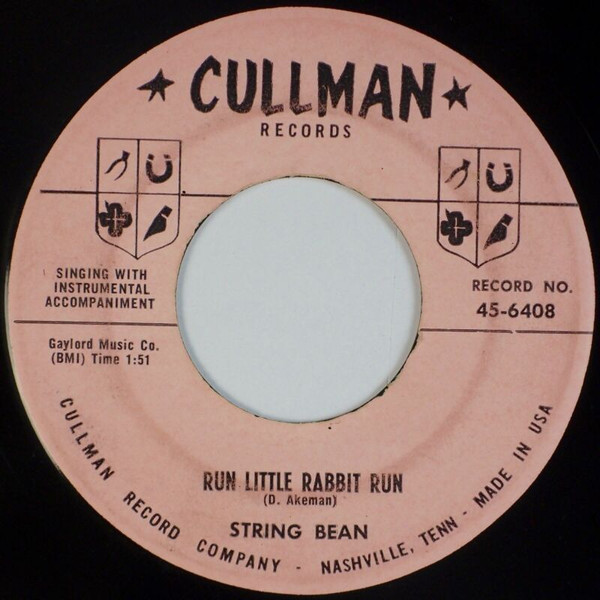 ★ CULLMAN ★
RECORDS
SINGING WITH
INSTRUMENTAL
ACCOMPANIMENT
RECORD NO.
45-6408
Gaylord Music Co.
(BMI) Time 1:51
RUN LITTLE RABBIT RUN
(D. Akeman)
STRING BEAN
CULLMAN RECORD COMPANY - NASHVILLE, TENN - MADE IN USA